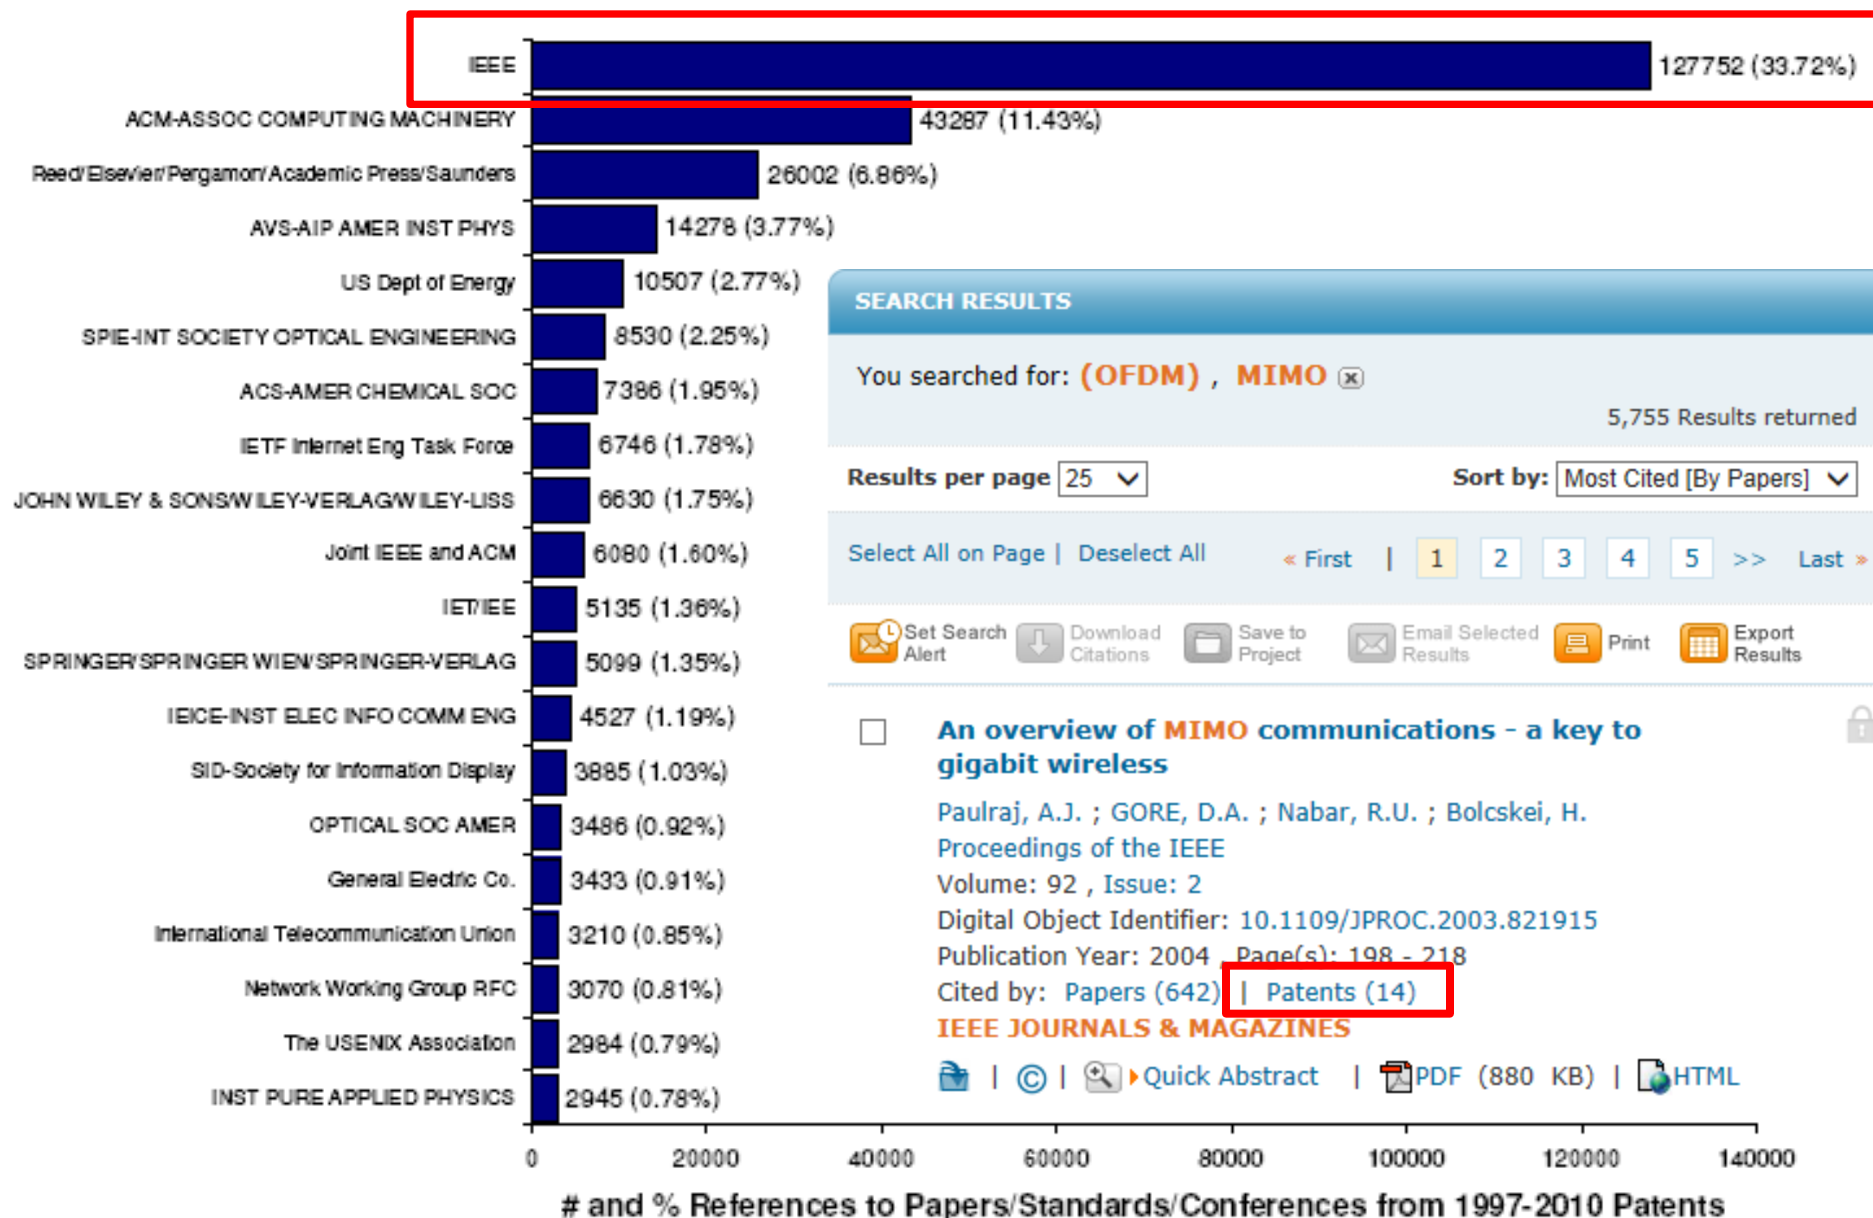 IEEE 127752 (33.72%)
ACM-ASSOC COMPUTING MACHINERY 43287 (11.43%)
Reed/Elsevier/Pergamon/Academic Press/Saunders 26002 (6.86%)
AVS-AIP AMER INST PHYS 14278 (3.77%)
US Dept of Energy 10507 (2.77%)
SPIE-INT SOCIETY OPTICAL ENGINEERING 8530 (2.25%)
ACS-AMER CHEMICAL SOC 7386 (1.95%)
IETF Internet Eng Task Force 6746 (1.78%)
JOHN WILEY & SONS/WILEY-VERLAG/WILEY-LISS 6630 (1.75%)
Joint IEEE and ACM 6080 (1.60%)
IET/IEE 5135 (1.36%)
SPRINGER/SPRINGER WIEN/SPRINGER-VERLAG 5099 (1.35%)
IEICE-INST ELEC INFO COMM ENG 4527 (1.19%)
SID-Society for Information Display 3885 (1.03%)
OPTICAL SOC AMER 3486 (0.92%)
General Electric Co. 3433 (0.91%)
International Telecommunication Union 3210 (0.85%)
Network Working Group RFC 3070 (0.81%)
The USENIX Association 2984 (0.79%)
INST PURE APPLIED PHYSICS 2945 (0.78%)
0 20000 40000 60000 80000 100000 120000 140000
# and % References to Papers/Standards/Conferences from 1997-2010 Patents
SEARCH RESULTS
You searched for: (OFDM) , MIMO
5,755 Results returned
Results per page 25 Sort by: Most Cited [By Papers]
Select All on Page | Deselect All « First | 1 2 3 4 5 >> Last »
Set Search Alert Download Citations Save to Project Email Selected Results Print Export Results
An overview of MIMO communications - a key to
gigabit wireless
Paulraj, A.J. ; GORE, D.A. ; Nabar, R.U. ; Bolcskei, H.
Proceedings of the IEEE
Volume: 92 , Issue: 2
Digital Object Identifier: 10.1109/JPROC.2003.821915
Publication Year: 2004 , Page(s): 198 - 218
Cited by: Papers (642) | Patents (14)
IEEE JOURNALS & MAGAZINES
| © | Quick Abstract | PDF (880 KB) | HTML